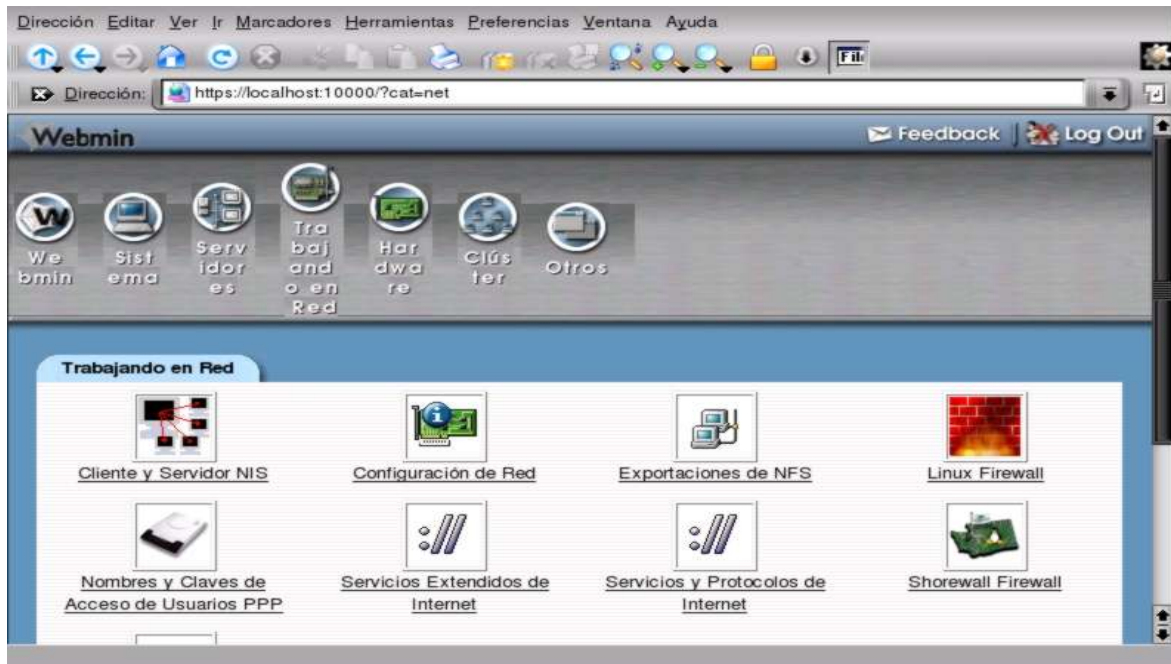 Dirección Editar Ver Ir Marcadores Herramientas Preferencias Ventana Ayuda
Fil
Dirección: https://localhost:10000/?cat=net
Webmin
Feedback
Log Out
We
bmin
Sist
ema
Serv
idor
es
Tra
baj
and
o en
Red
Har
dwa
re
Clús
ter
Otros
Trabajando en Red
Cliente y Servidor NIS
Configuración de Red
Exportaciones de NFS
Linux Firewall
Nombres y Claves de
Acceso de Usuarios PPP
Servicios Extendidos de
Internet
Servicios y Protocolos de
Internet
Shorewall Firewall